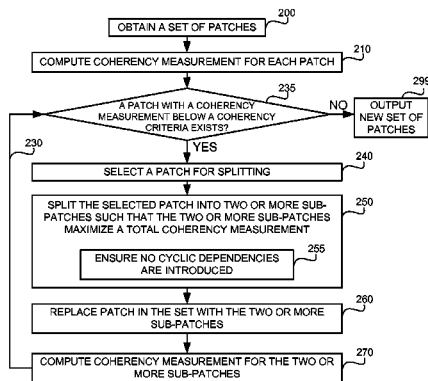 200
OBTAIN A SET OF PATCHES
210
COMPUTE COHERENCY MEASUREMENT FOR EACH PATCH
235
A PATCH WITH A COHERENCY
MEASUREMENT BELOW A COHERENCY
CRITERIA EXISTS?
NO
299
OUTPUT
NEW SET OF
PATCHES
230
YES
240
SELECT A PATCH FOR SPLITTING
250
SPLIT THE SELECTED PATCH INTO TWO OR MORE SUB-
PATCHES SUCH THAT THE TWO OR MORE SUB-PATCHES
MAXIMIZE A TOTAL COHERENCY MEASUREMENT
255
ENSURE NO CYCLIC DEPENDENCIES
ARE INTRODUCED
260
REPLACE PATCH IN THE SET WITH THE TWO OR MORE
SUB-PATCHES
270
COMPUTE COHERENCY MEASUREMENT FOR THE TWO
OR MORE SUB-PATCHES